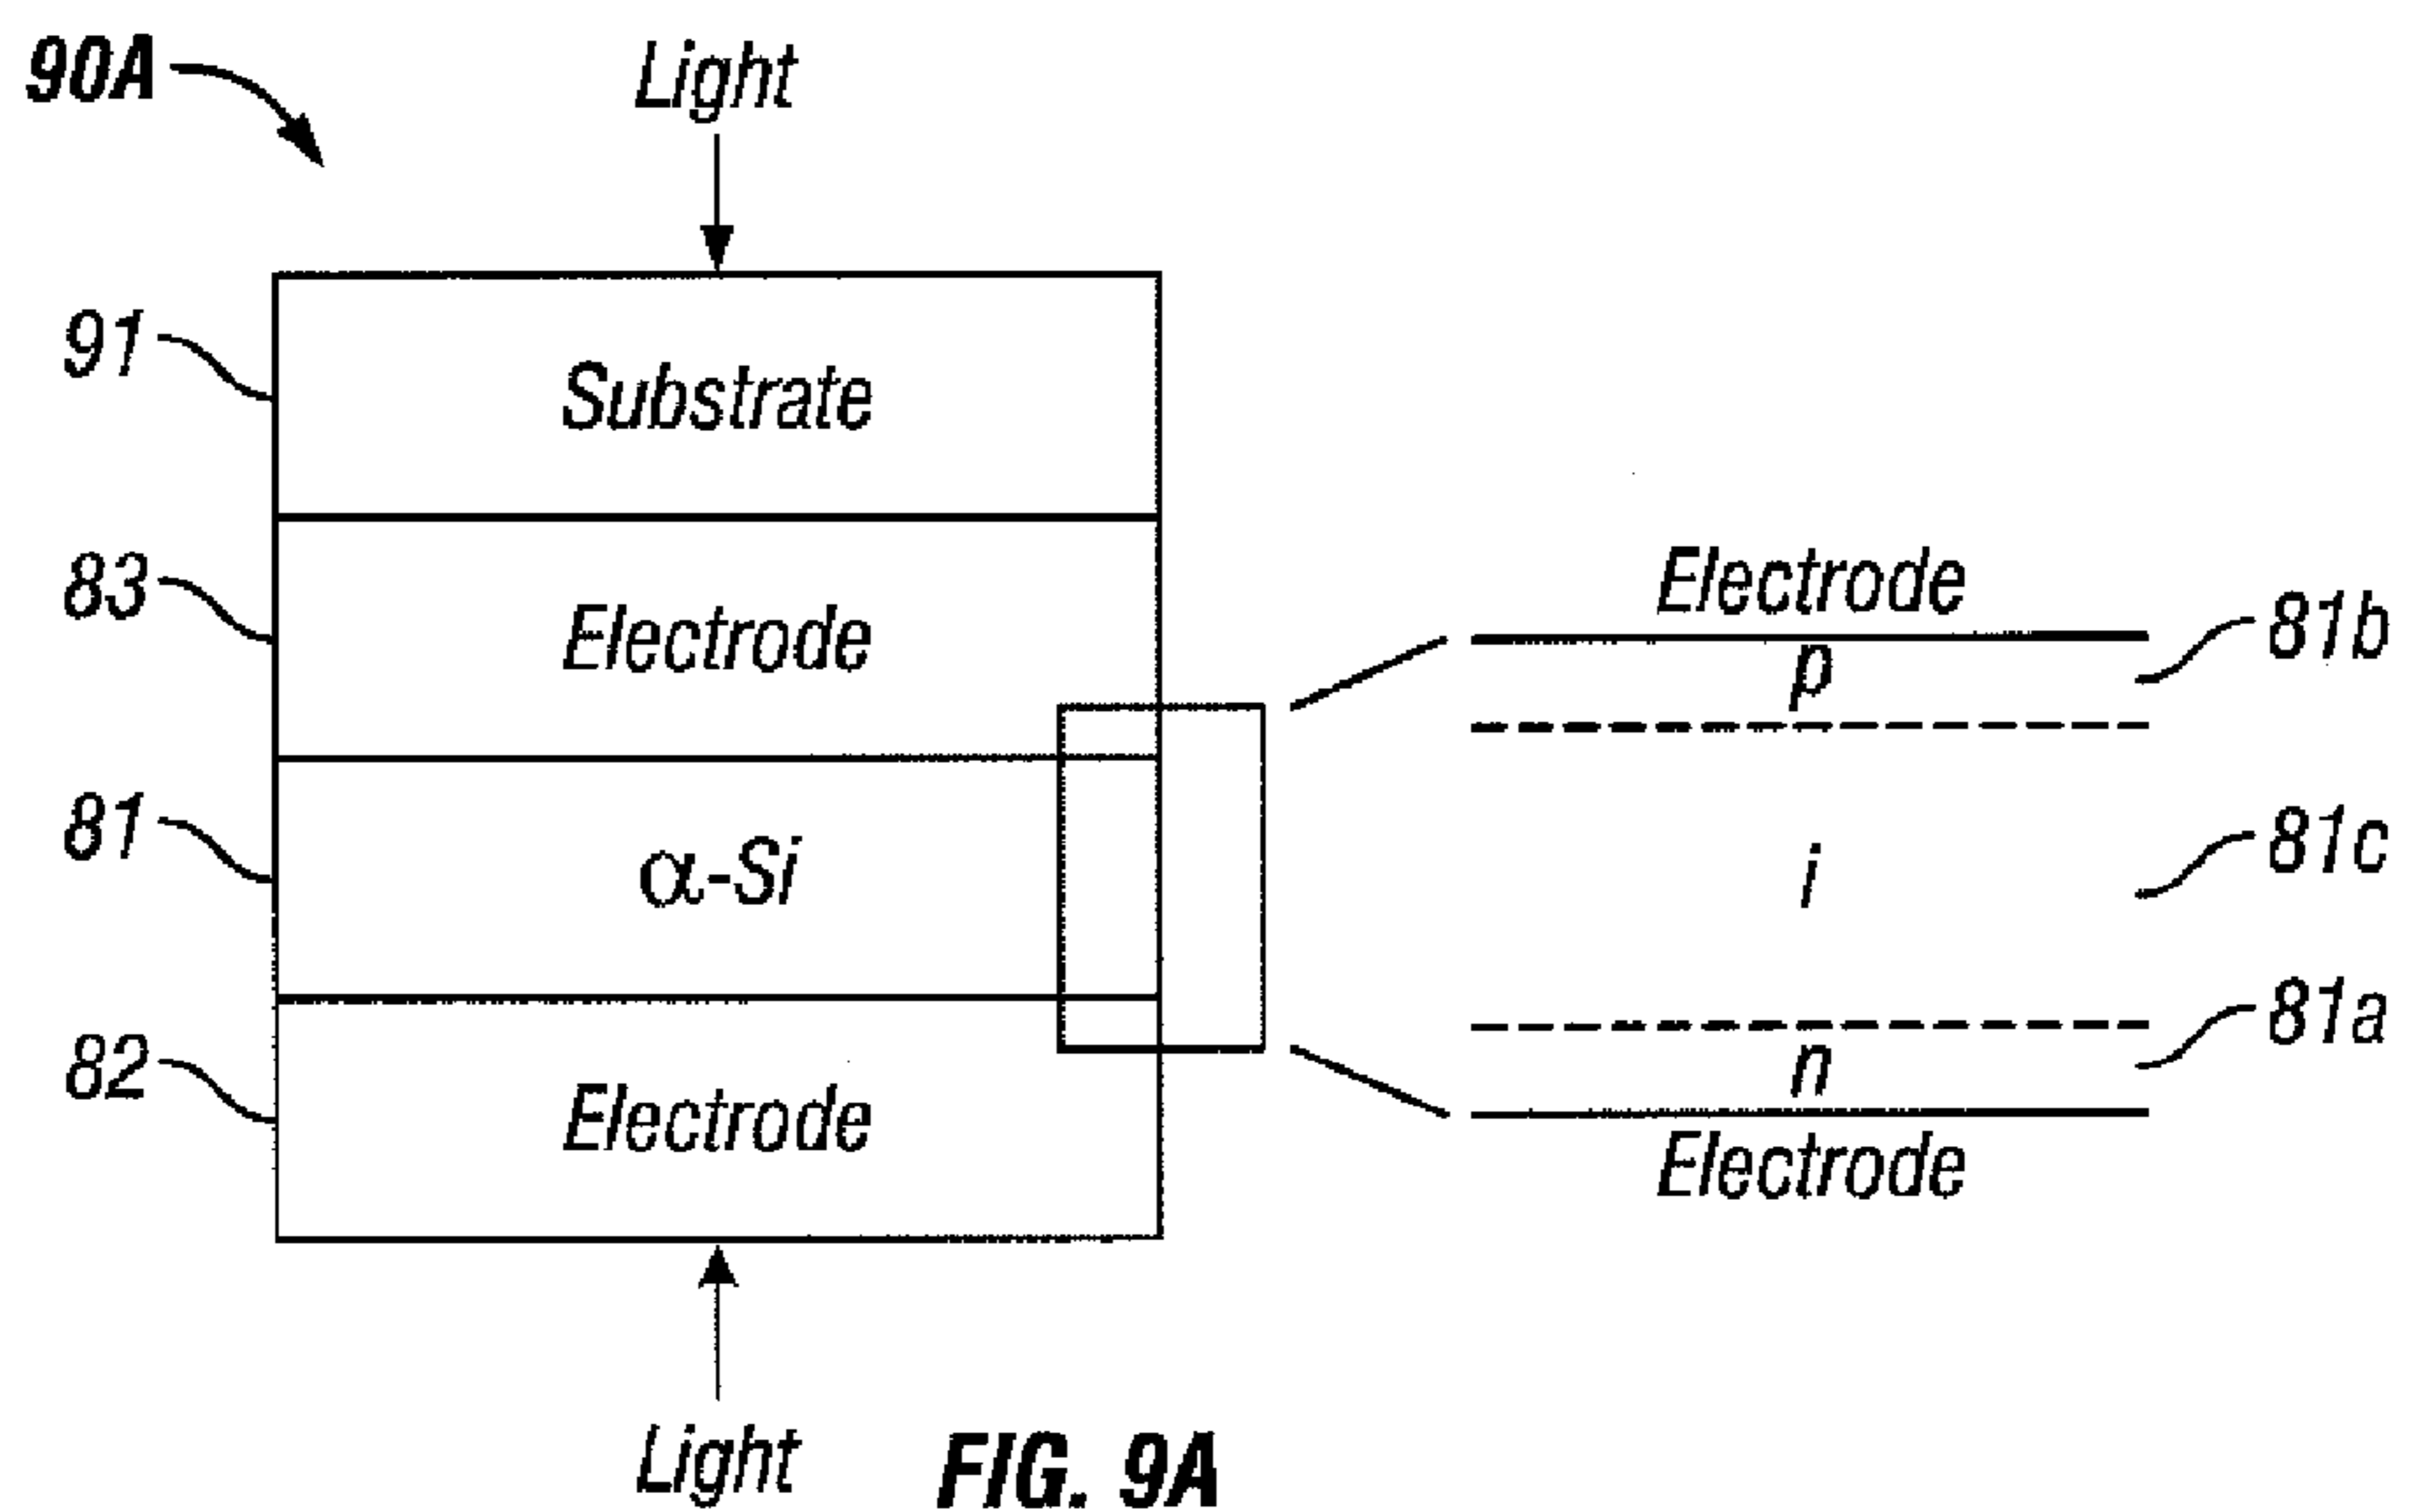 90A
Light
91
Substrate
83
Electrode
81
α-Si
82
Electrode
Light
Electrode
p
81b
i
81c
n
81a
Electrode
FIG. 9A